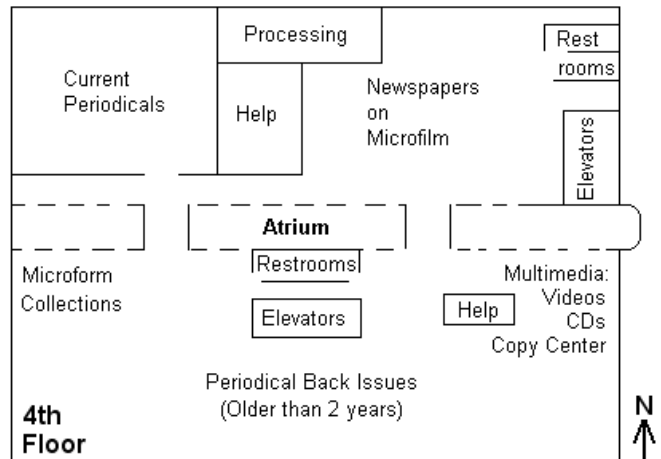 Processing
Rest
rooms
Current
Periodicals
Help
Newspapers
on
Microfilm
Elevators
Atrium
Restrooms
Microform
Collections
Elevators
Help
Multimedia:
Videos
CDs
Copy Center
Periodical Back Issues
(Older than 2 years)
4th
Floor
N